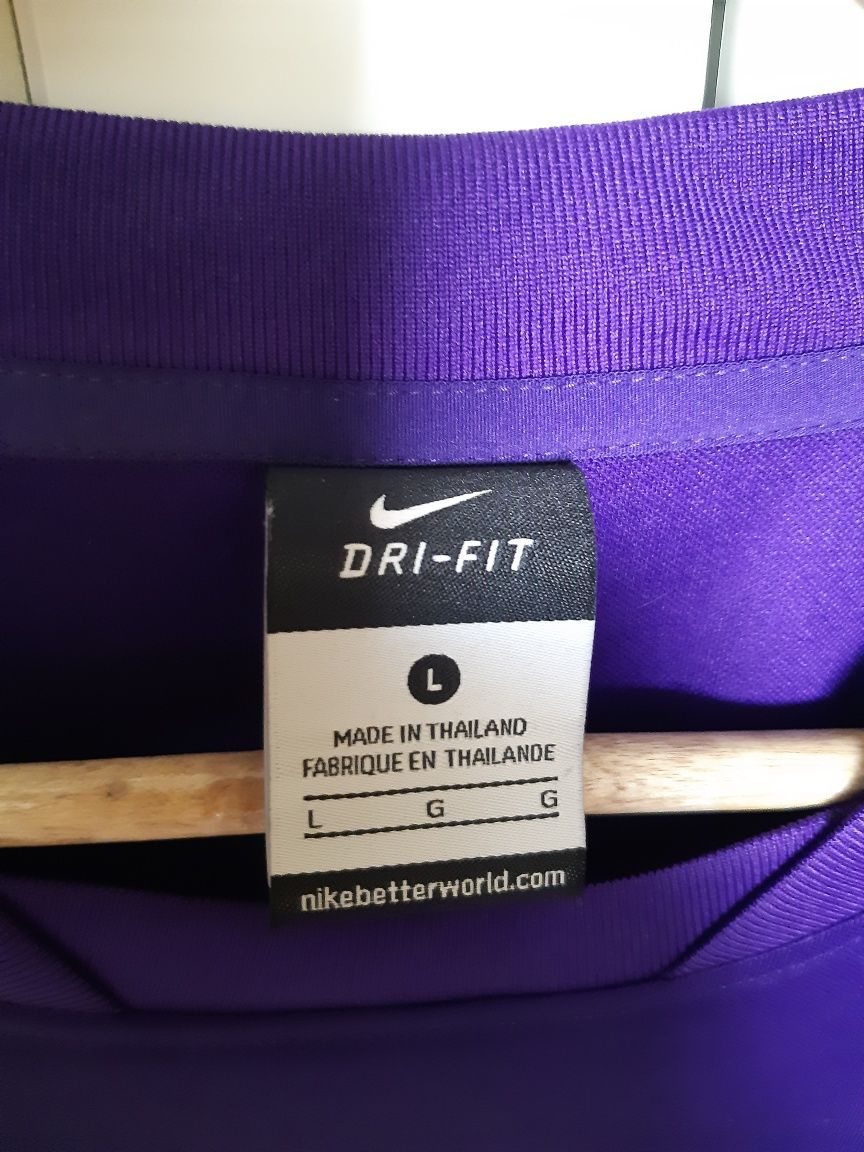 DRI-FIT
L
MADE IN THAILAND
FABRIQUE EN THAILANDE
L G G
nikebetterworld.com